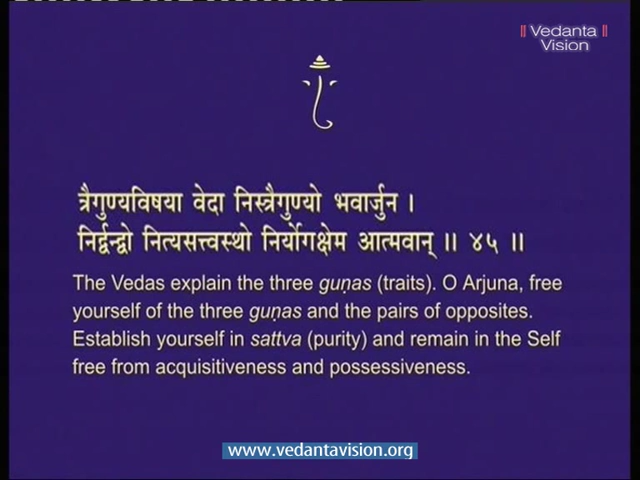 ॥ Vedanta ॥
Vision
त्रैगुण्यविषया वेदा निस्त्रैगुण्यो भवार्जुन ।
निर्द्वन्द्वो नित्यसत्त्वस्थो निर्योगक्षेम आत्मवान् ॥ ४५ ॥
The Vedas explain the three guṇas (traits). O Arjuna, free
yourself of the three guṇas and the pairs of opposites.
Establish yourself in sattva (purity) and remain in the Self
free from acquisitiveness and possessiveness.
www.vedantavision.org